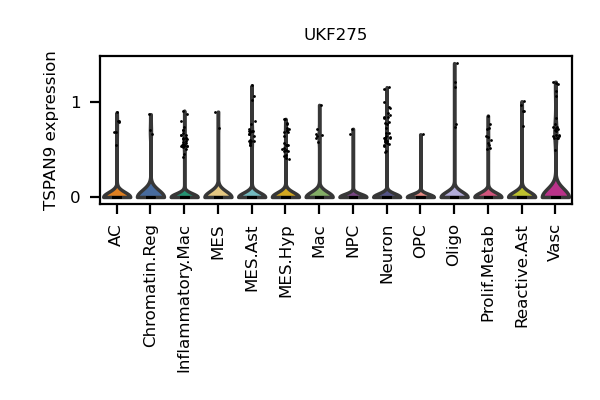 UKF275
TSPAN9 expression
1
0
AC
Chromatin.Reg
Inflammatory.Mac
MES
MES.Ast
MES.Hyp
Mac
NPC
Neuron
OPC
Oligo
Prolif.Metab
Reactive.Ast
Vasc